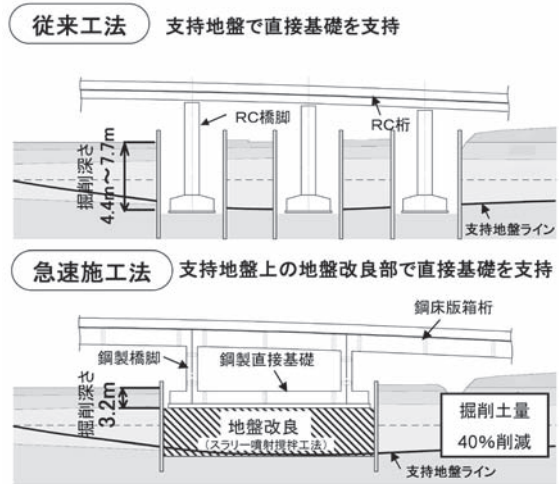 従来工法
支持地盤で直接基礎を支持
RC橋脚
RC桁
掘削深さ
4.4m～7.7m
支持地盤ライン
急速施工法
支持地盤上の地盤改良部で直接基礎を支持
鋼床版箱桁
鋼製橋脚
鋼製直接基礎
掘削深さ
3.2m
地盤改良
(スラリー噴射撹拌工法)
掘削土量
40%削減
支持地盤ライン